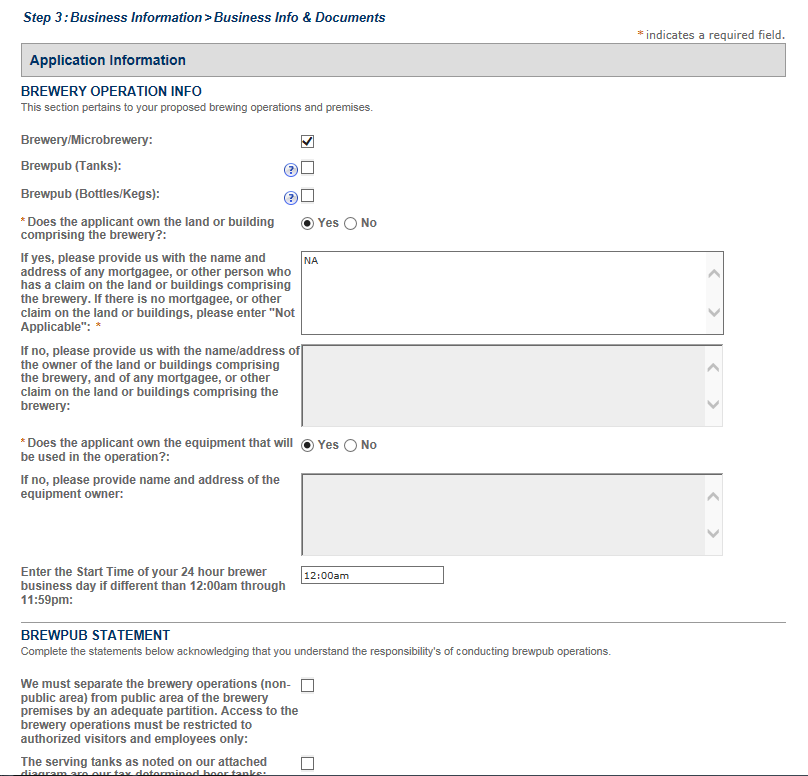 Step 3: Business Information > Business Info & Documents
* indicates a required field.
Application Information
BREWERY OPERATION INFO
This section pertains to your proposed brewing operations and premises.
Brewery/Microbrewery:
Brewpub (Tanks):
?
Brewpub (Bottles/Kegs):
?
* Does the applicant own the land or building
comprising the brewery?:
Yes No
If yes, please provide us with the name and
address of any mortgagee, or other person who
has a claim on the land or buildings comprising
the brewery. If there is no mortgagee, or other
claim on the land or buildings, please enter "Not
Applicable": *
NA
If no, please provide us with the name/address of
the owner of the land or buildings comprising
the brewery, and of any mortgagee, or other
claim on the land or buildings comprising the
brewery:
* Does the applicant own the equipment that will
be used in the operation?:
Yes No
If no, please provide name and address of the
equipment owner:
Enter the Start Time of your 24 hour brewer
business day if different than 12:00am through
11:59pm:
12:00am
BREWPUB STATEMENT
Complete the statements below acknowledging that you understand the responsibility's of conducting brewpub operations.
We must separate the brewery operations (non-
public area) from public area of the brewery
premises by an adequate partition. Access to the
brewery operations must be restricted to
authorized visitors and employees only:
The serving tanks as noted on our attached
diagram are our tax-determined beer tanks: